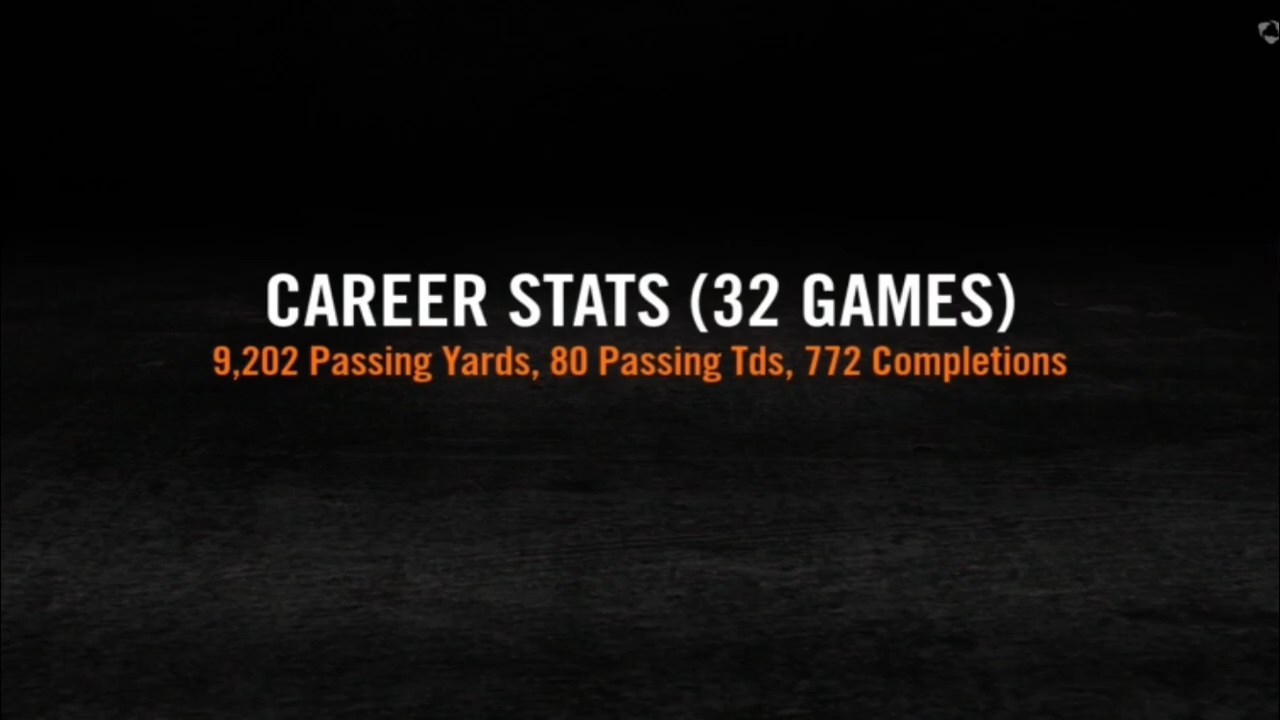 CAREER STATS (32 GAMES)
9,202 Passing Yards, 80 Passing Tds, 772 Completions